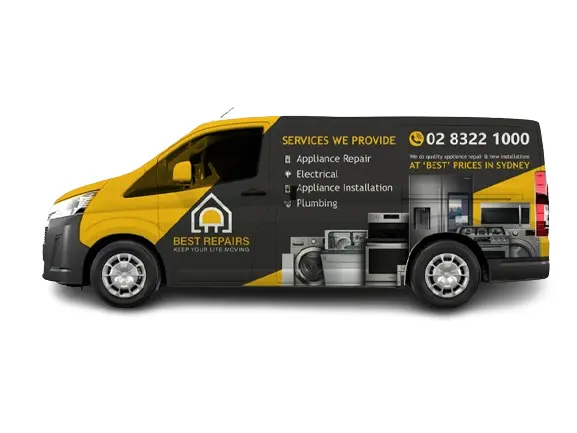 SERVICES WE PROVIDE
Appliance Repair
Electrical
Appliance Installation
Plumbing
02 8322 1000
We do quality appliance repair & new installations
AT 'BEST' PRICES IN SYDNEY
BEST REPAIRS
KEEP YOUR LIFE MOVING